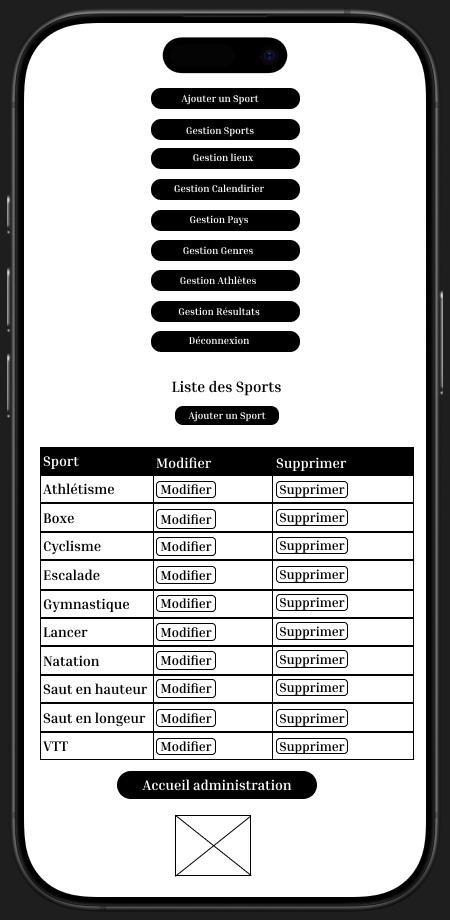 Ajouter un Sport
Gestion Sports
Gestion lieux
Gestion Calendirier
Gestion Pays
Gestion Genres
Gestion Athlètes
Gestion Résultats
Déconnexion
Liste des Sports
Ajouter un Sport
Sport Modifier Supprimer
Athlétisme Modifier Supprimer
Boxe Modifier Supprimer
Cyclisme Modifier Supprimer
Escalade Modifier Supprimer
Gymnastique Modifier Supprimer
Lancer Modifier Supprimer
Natation Modifier Supprimer
Saut en hauteur Modifier Supprimer
Saut en longeur Modifier Supprimer
VTT Modifier Supprimer
Accueil administration